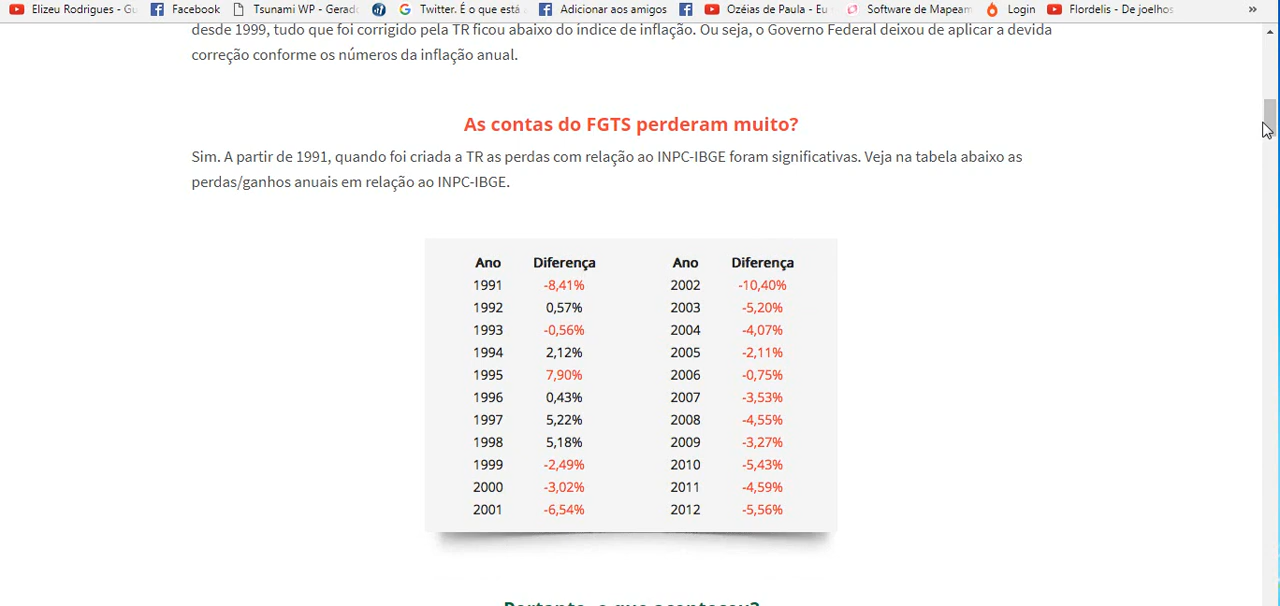 Elizeu Rodrigues - Gu Facebook Tsunami WP - Gerado Twitter. É o que está Adicionar aos amigos Ozéias de Paula - Eu Software de Mapeam Login Flordelis - De joelhos »
desde 1999, tudo que foi corrigido pela TR ficou abaixo do índice de inflação. Ou seja, o Governo Federal deixou de aplicar a devida
correção conforme os números da inflação anual.
As contas do FGTS perderam muito?
Sim. A partir de 1991, quando foi criada a TR as perdas com relação ao INPC-IBGE foram significativas. Veja na tabela abaixo as
perdas/ganhos anuais em relação ao INPC-IBGE.
Ano Diferença Ano Diferença
1991 -8,41% 2002 -10,40%
1992 0,57% 2003 -5,20%
1993 -0,56% 2004 -4,07%
1994 2,12% 2005 -2,11%
1995 7,90% 2006 -0,75%
1996 0,43% 2007 -3,53%
1997 5,22% 2008 -4,55%
1998 5,18% 2009 -3,27%
1999 -2,49% 2010 -5,43%
2000 -3,02% 2011 -4,59%
2001 -6,54% 2012 -5,56%
Portanto, o que aconteceu?